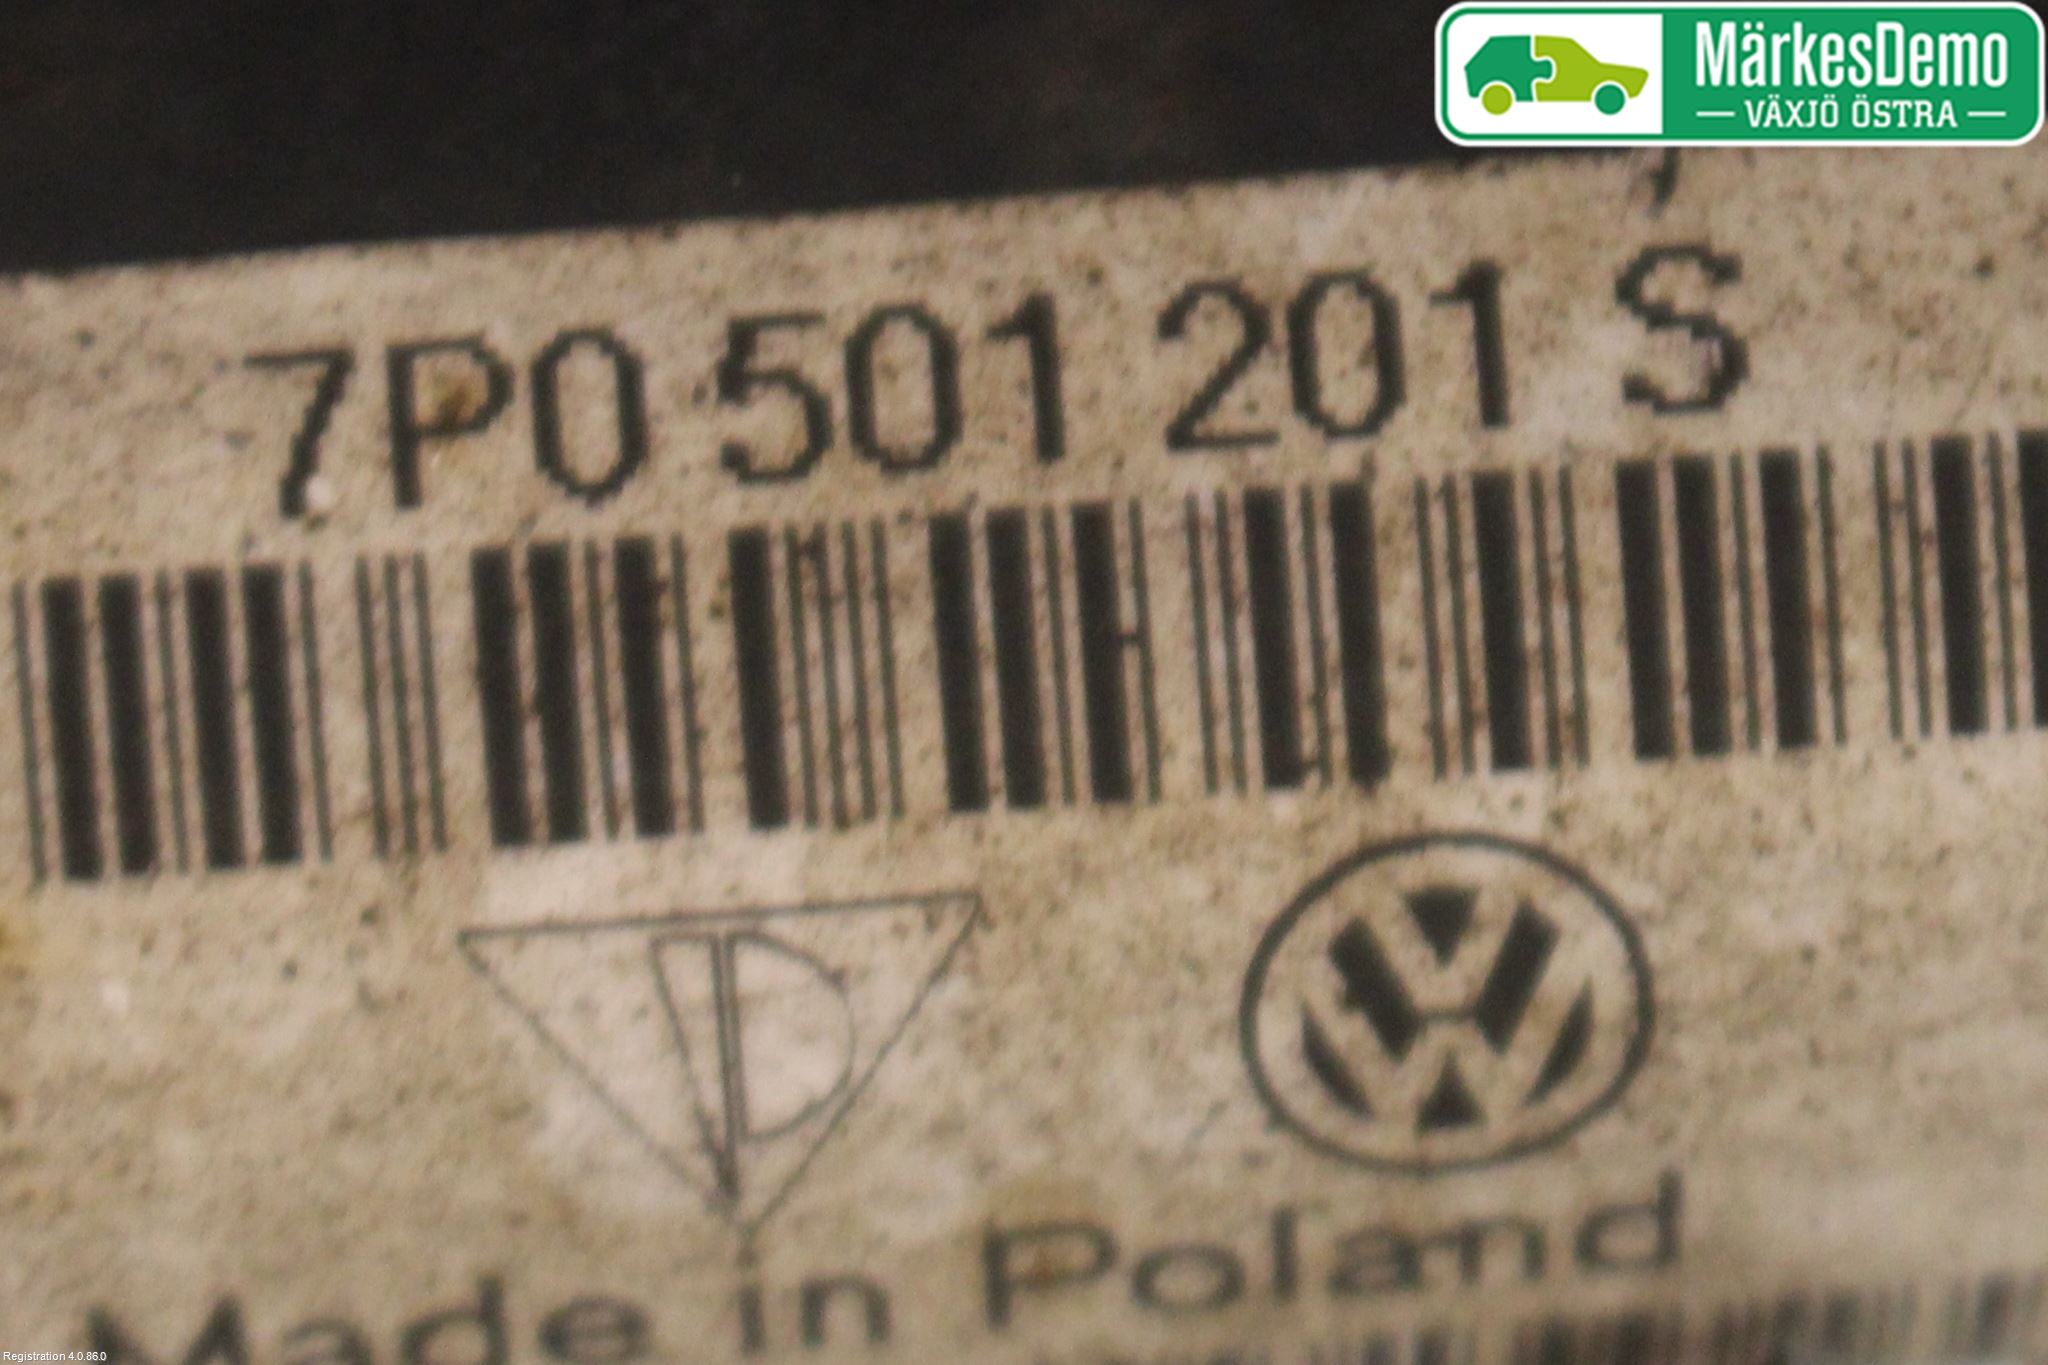 MärkesDemo
VÄXJÖ ÖSTRA
7P0 501 201 S
Made in Poland
Registration 4.0.86.0